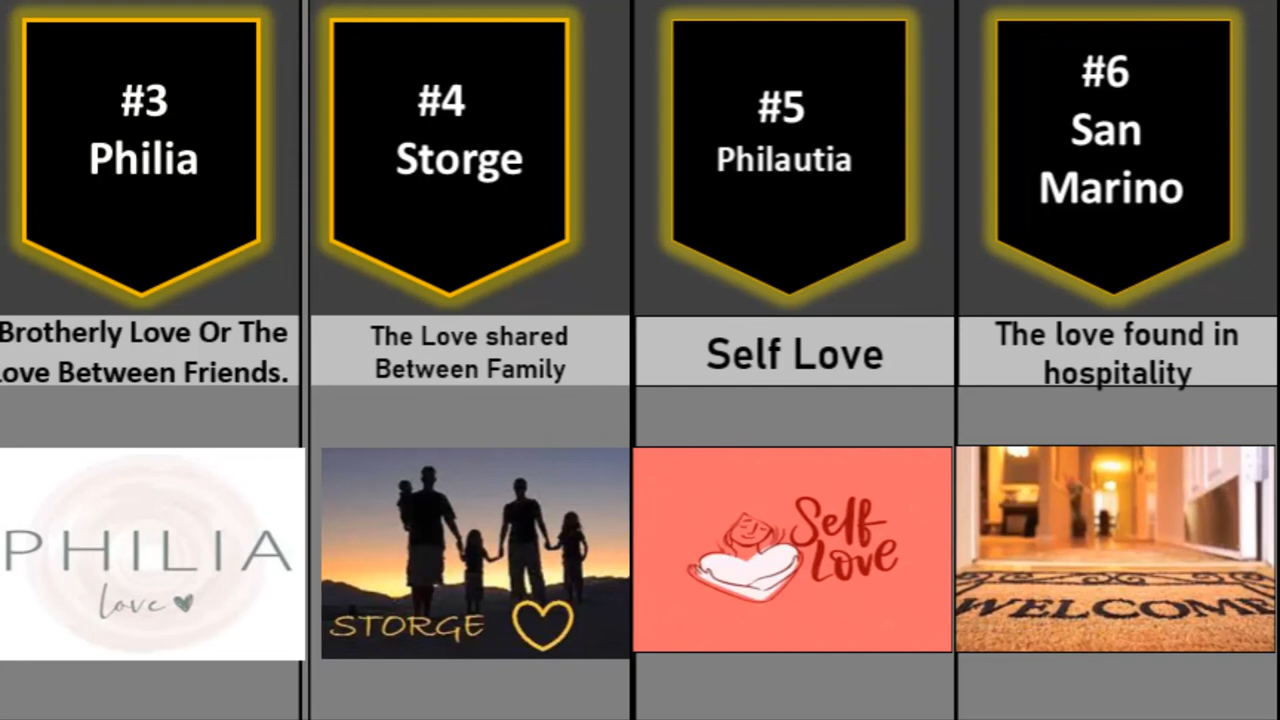 #3
Philia
Brotherly Love Or The
ove Between Friends.
PHILIA
love
#4
Storge
The Love shared
Between Family
STORGE
#5
Philautia
Self Love
Self
Love
#6
San
Marino
The love found in
hospitality
WELCOME